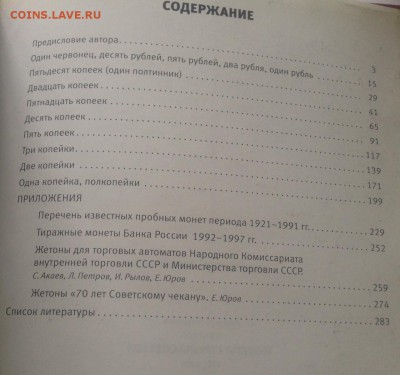 COINS.LAVE.RU
СОДЕРЖАНИЕ
Предисловие автора 5
Один червонец, десять рублей, пять рублей, два рубля, один рубль 15
Пятьдесят копеек (один полтинник) 29
Двадцать копеек 41
Пятнадцать копеек 65
Десять копеек 91
Пять копеек 117
Три копейки 139
Две копейки 171
Одна копейка, полкопейки 199
ПРИЛОЖЕНИЯ
Перечень известных пробных монет периода 1921–1991 гг. 229
Тиражные монеты Банка России 1992–1997 гг. 252
Жетоны для торговых автоматов Народного Комиссариата
внутренней торговли СССР и Министерства торговли СССР.
С. Акаев, Л. Петров, И. Рылов, Е. Юров 259
Жетоны «70 лет Советскому чекану». Е. Юров 274
Список литературы 283